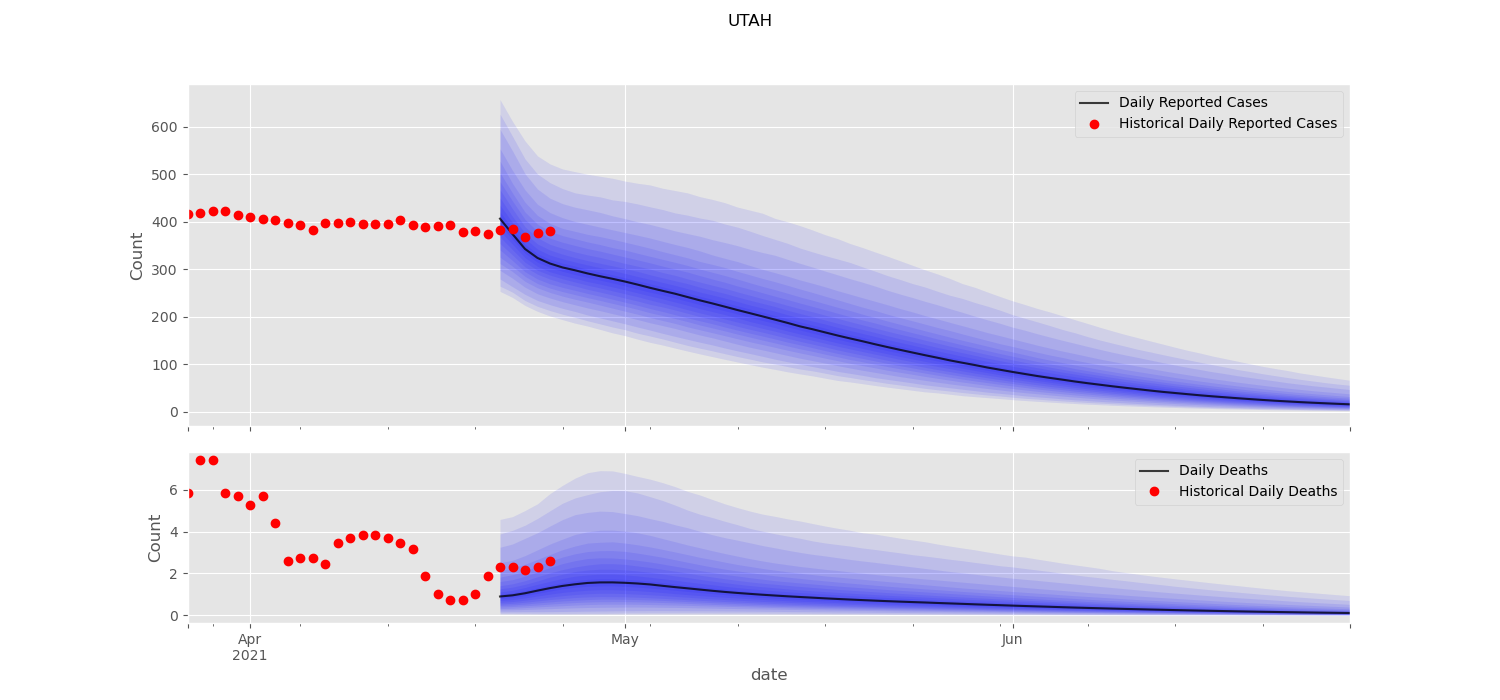 UTAH
Count
600
500
400
300
200
100
0
Daily Reported Cases
Historical Daily Reported Cases
Count
6
4
2
0
Daily Deaths
Historical Daily Deaths
Apr
2021
May
Jun
date